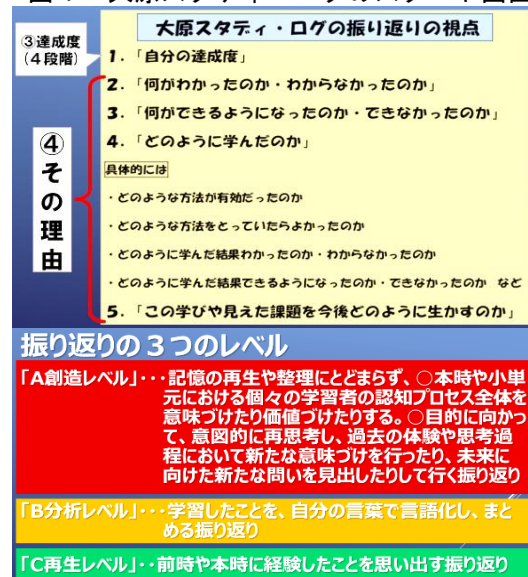 大原スタディ・ログの振り返りの視点
③達成度
(4段階)
1.「自分の達成度」
2.「何がわかったのか・わからなかったのか」
3.「何ができるようになったのか・できなかったのか」
4.「どのように学んだのか」
④その理由
具体的には
・どのような方法が有効だったのか
・どのような方法をとっていたらよかったのか
・どのように学んだ結果わかったのか・わからなかったのか
・どのように学んだ結果できるようになったのか・できなかったのか など
5.「この学びや見えた課題を今後どのように生かすのか」
振り返りの3つのレベル
「A創造レベル」・・・記憶の再生や整理にとどまらず、○本時や小単
元における個々の学習者の認知プロセス全体を
意味づけたり価値づけたりする。○目的に向かっ
て、意図的に再思考し、過去の体験や思考過
程において新たな意味づけを行ったり、未来に
向けた新たな問いを見出したりして行く振り返り
「B分析レベル」・・・学習したことを、自分の言葉で言語化し、まと
める振り返り
「C再生レベル」・・前時や本時に経験したことを思い出す振り返り